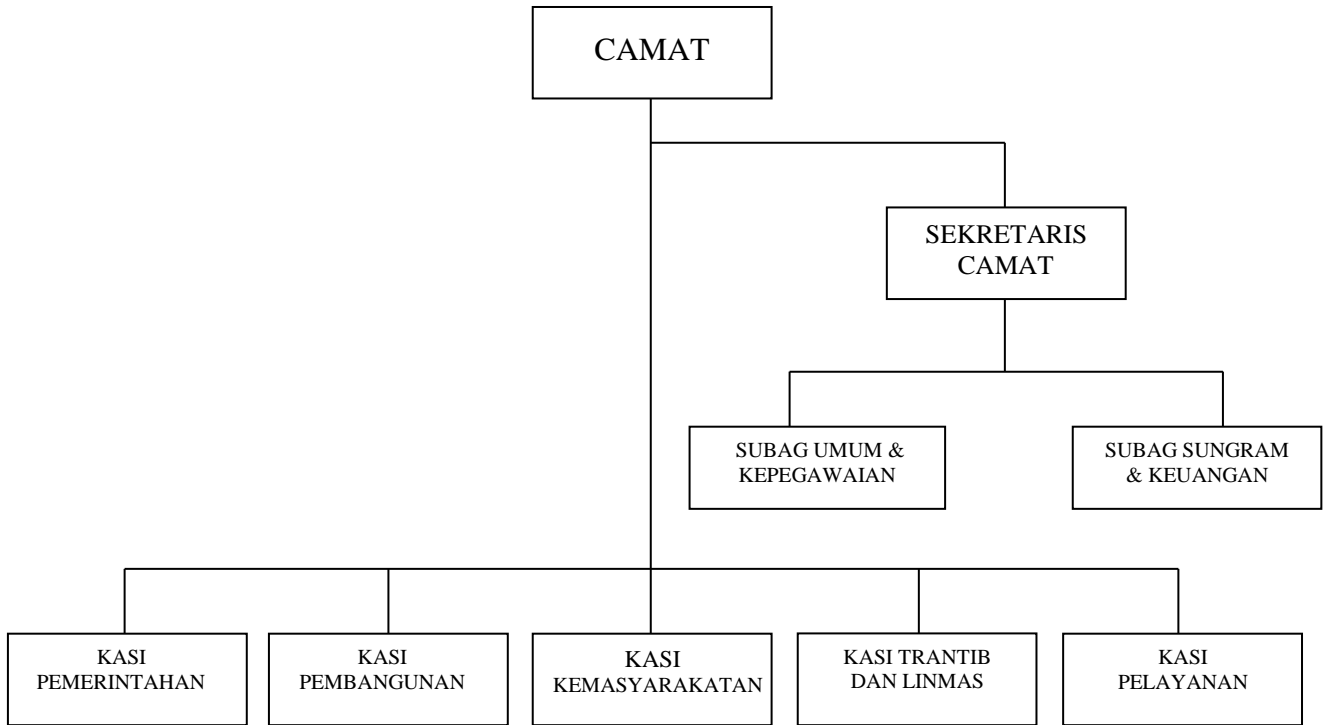 CAMAT
SEKRETARIS
CAMAT
SUBAG UMUM &
KEPEGAWAIAN
SUBAG SUNGRAM
& KEUANGAN
KASI
PEMERINTAHAN
KASI
PEMBANGUNAN
KASI
KEMASYARAKATAN
KASI TRANTIB
DAN LINMAS
KASI
PELAYANAN